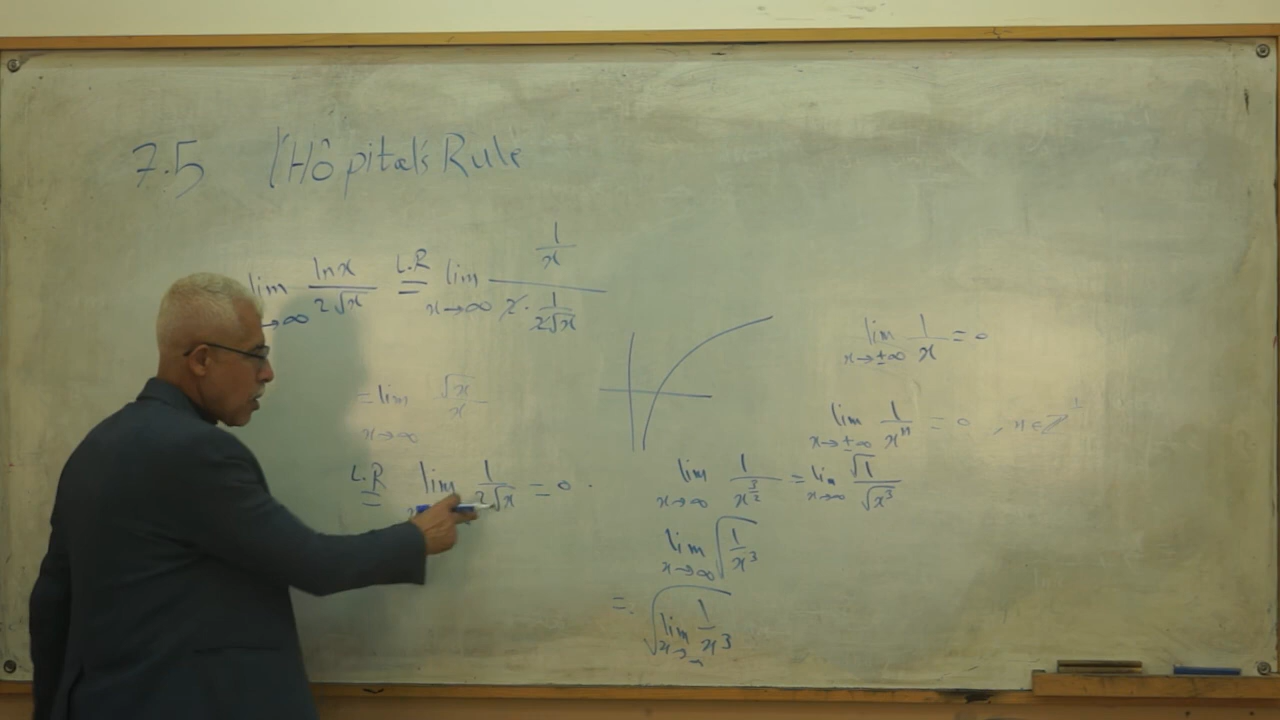 7.5 l'Hôpital's Rule
lim x→∞ lnx / 2√x L.R = lim x→∞ (1/x) / (2 · 1/(2√x))
= lim x→∞ √x / x
L.R = lim 1 / 2√x = 0 .
lim x→±∞ 1/x = 0
lim x→±∞ 1/xⁿ = 0 , n ∈ ℤ⁺
lim x→∞ 1 / x^(3/2) = lim x→∞ √1 / √x³
lim x→∞ √(1/x³)
= √(lim x→∞ 1/x³)